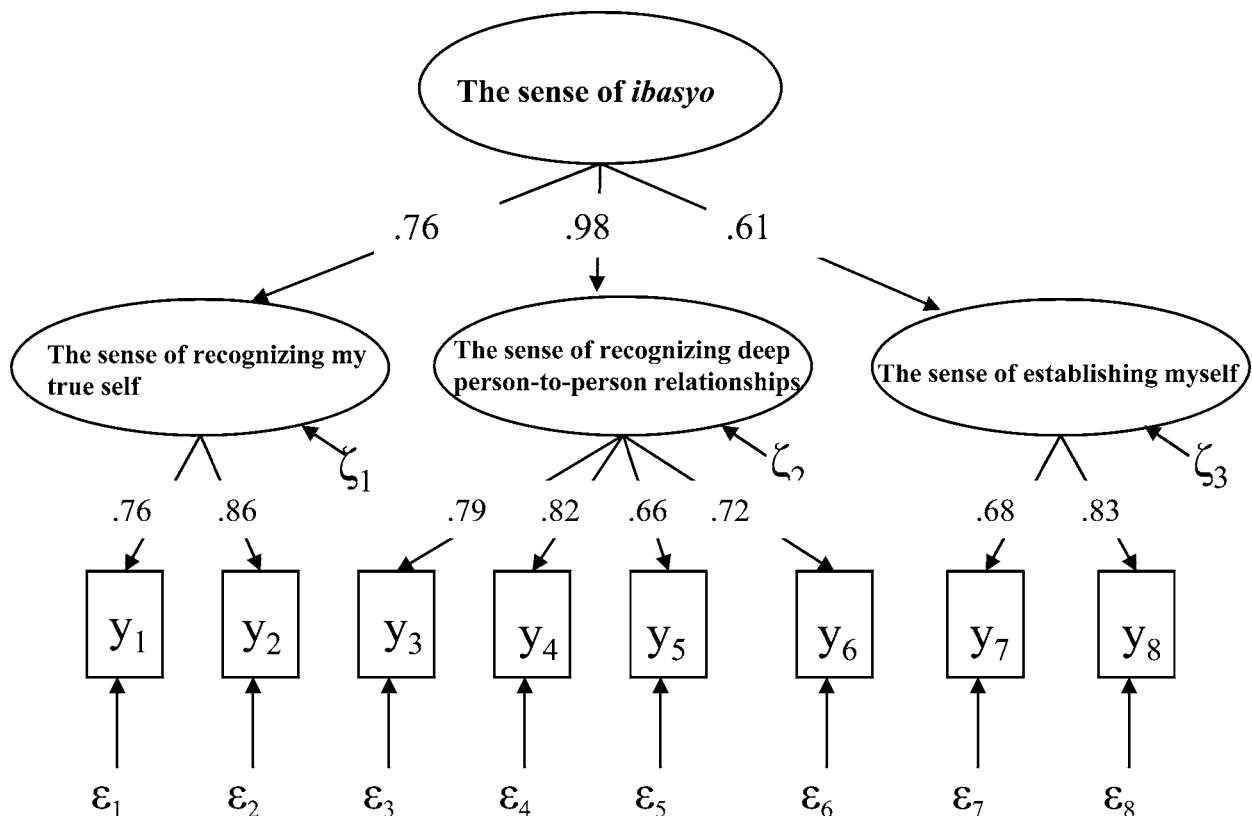 The sense of ibasyo
.76 .98 .61
The sense of recognizing my
true self
The sense of recognizing deep
person-to-person relationships
The sense of establishing myself
ζ1 ζ2 ζ3
.76 .86 .79 .82 .66 .72 .68 .83
y1 y2 y3 y4 y5 y6 y7 y8
ε1 ε2 ε3 ε4 ε5 ε6 ε7 ε8